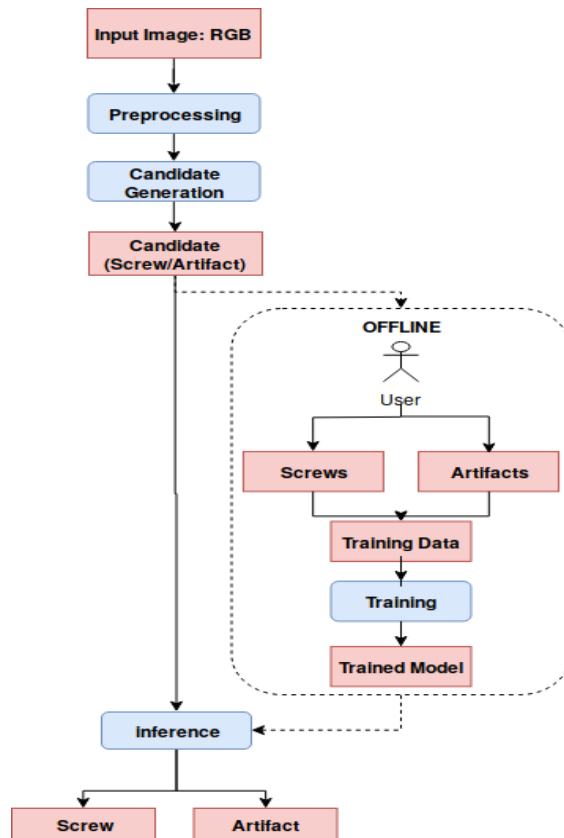 Input Image: RGB
Preprocessing
Candidate
Generation
Candidate
(Screw/Artifact)
OFFLINE
User
Screws
Artifacts
Training Data
Training
Trained Model
inference
Screw
Artifact